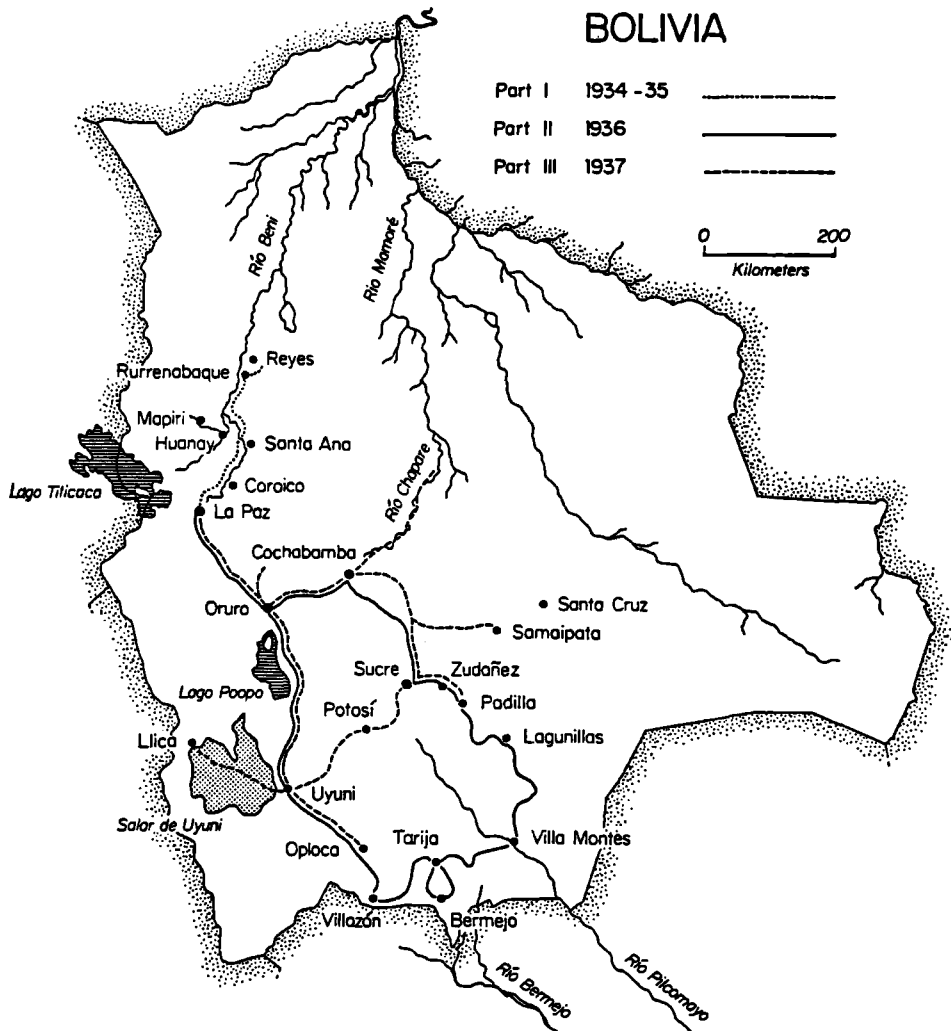 BOLIVIA
Part I 1934-35
Part II 1936
Part III 1937
0 200
Kilometers
Río Beni
Río Mamoré
Reyes
Rurrenabaque
Mapiri
Huanay
Santa Ana
Lago Tilicaca
Coroico
Río Chapare
La Paz
Cochabamba
Oruro
Santa Cruz
Samaipata
Sucre
Zudañez
Lago Poopo
Padilla
Potosí
Llica
Lagunillas
Uyuni
Salar de Uyuni
Tarija
Villa Montes
Oploca
Villazón
Bermejo
Río Bermejo
Río Pilcomayo